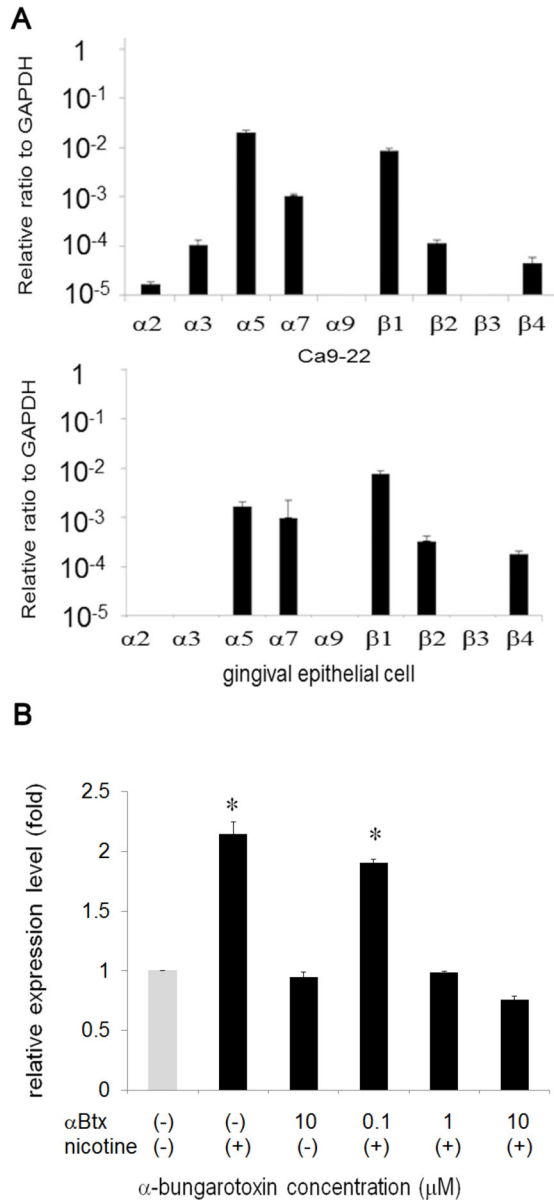 A
Relative ratio to GAPDH
1
10-1
10-2
10-3
10-4
10-5
α2 α3 α5 α7 α9 β1 β2 β3 β4
Ca9-22
Relative ratio to GAPDH
1
10-1
10-2
10-3
10-4
10-5
α2 α3 α5 α7 α9 β1 β2 β3 β4
gingival epithelial cell
B
relative expression level (fold)
2.5
2
1.5
1
0.5
0
* *
αBtx (-) (-) 10 0.1 1 10
nicotine (-) (+) (-) (+) (+) (+)
α-bungarotoxin concentration (μM)